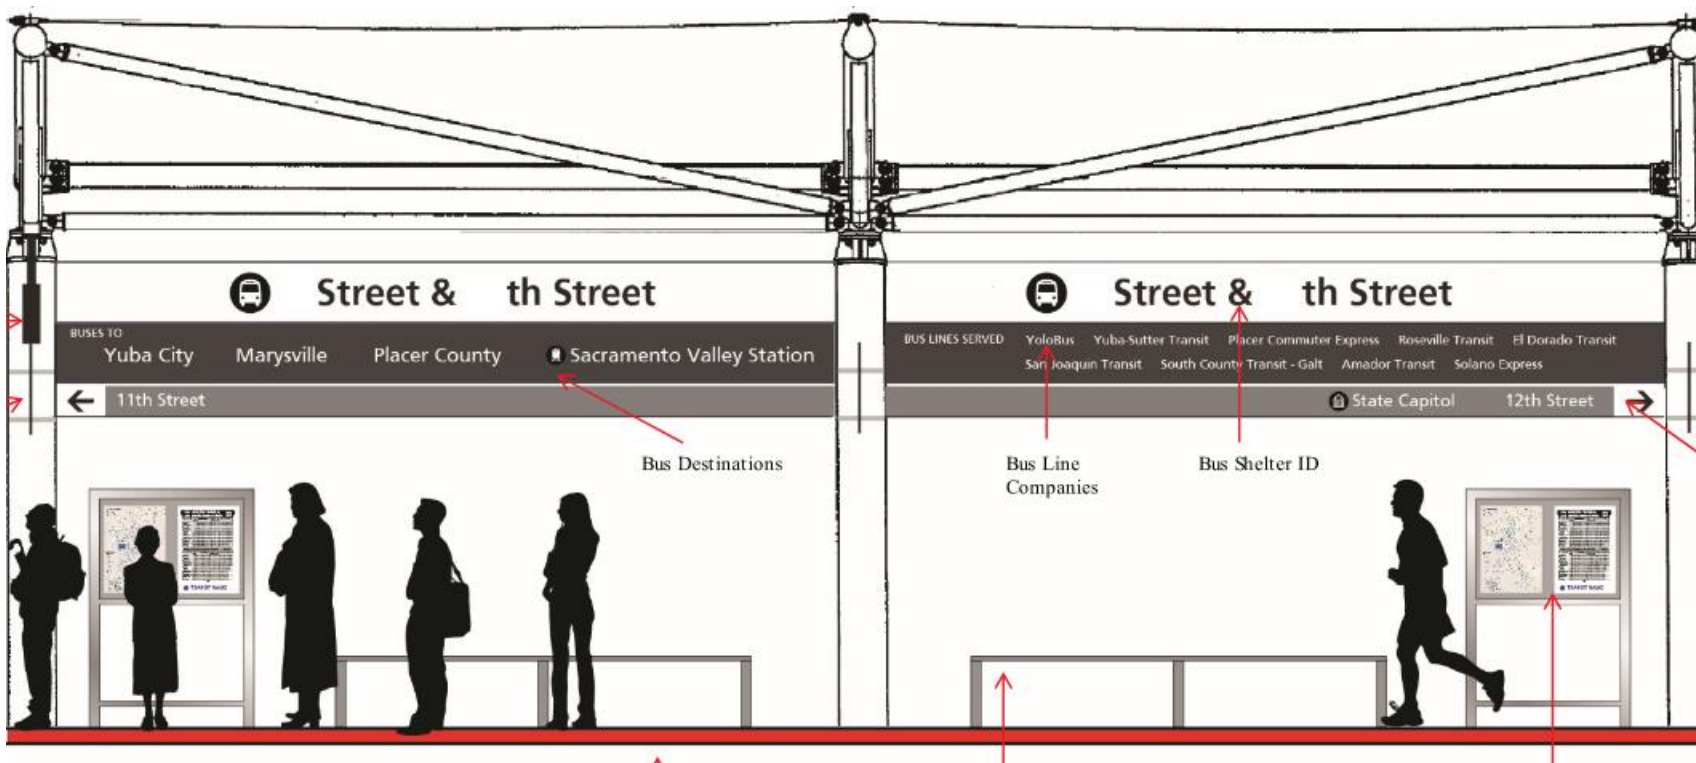 Street & th Street
BUSES TO
Yuba City Marysville Placer County Sacramento Valley Station
11th Street
Bus Destinations
Street & th Street
BUS LINES SERVED YoloBus Yuba-Sutter Transit Placer Commuter Express Roseville Transit El Dorado Transit
San Joaquin Transit South County Transit - Galt Amador Transit Solano Express
State Capitol 12th Street
Bus Line
Companies
Bus Shelter ID